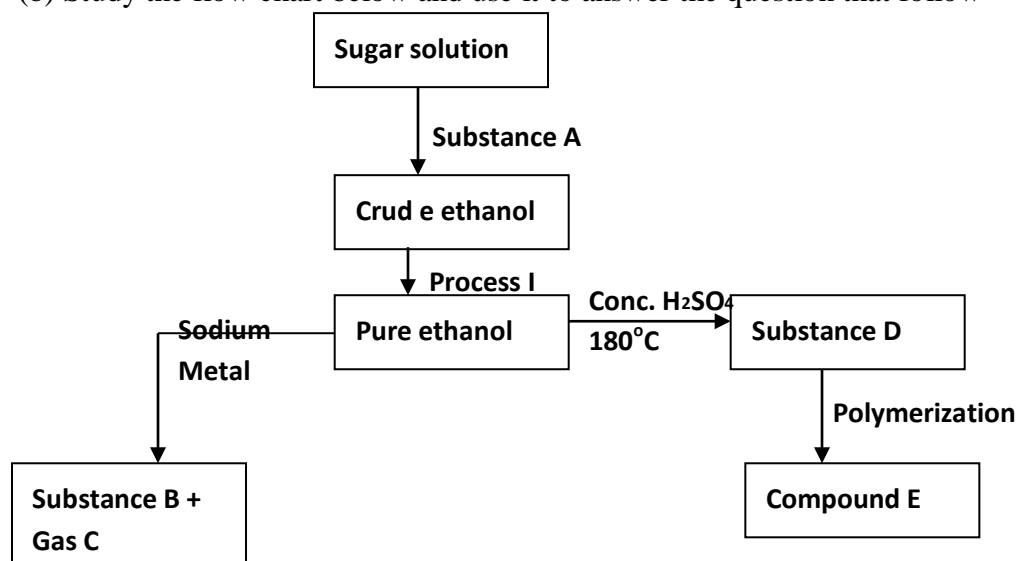 (b) Study the flow chart below and use it to answer the question that follow
Sugar solution
Substance A
Crud e ethanol
Process I
Pure ethanol
Conc. H₂SO₄
180°C
Substance D
Sodium
Metal
Polymerization
Substance B +
Gas C
Compound E